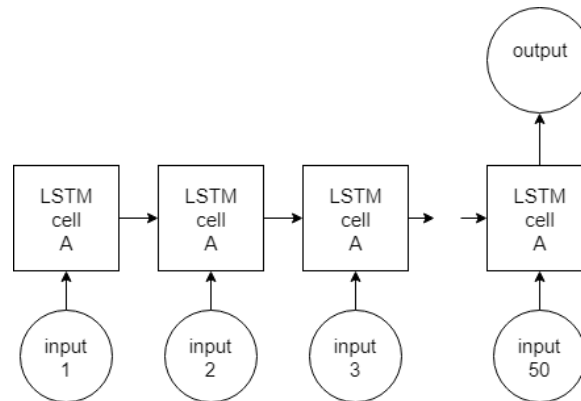 output
LSTM
cell
A
LSTM
cell
A
LSTM
cell
A
LSTM
cell
A
input
1
input
2
input
3
input
50